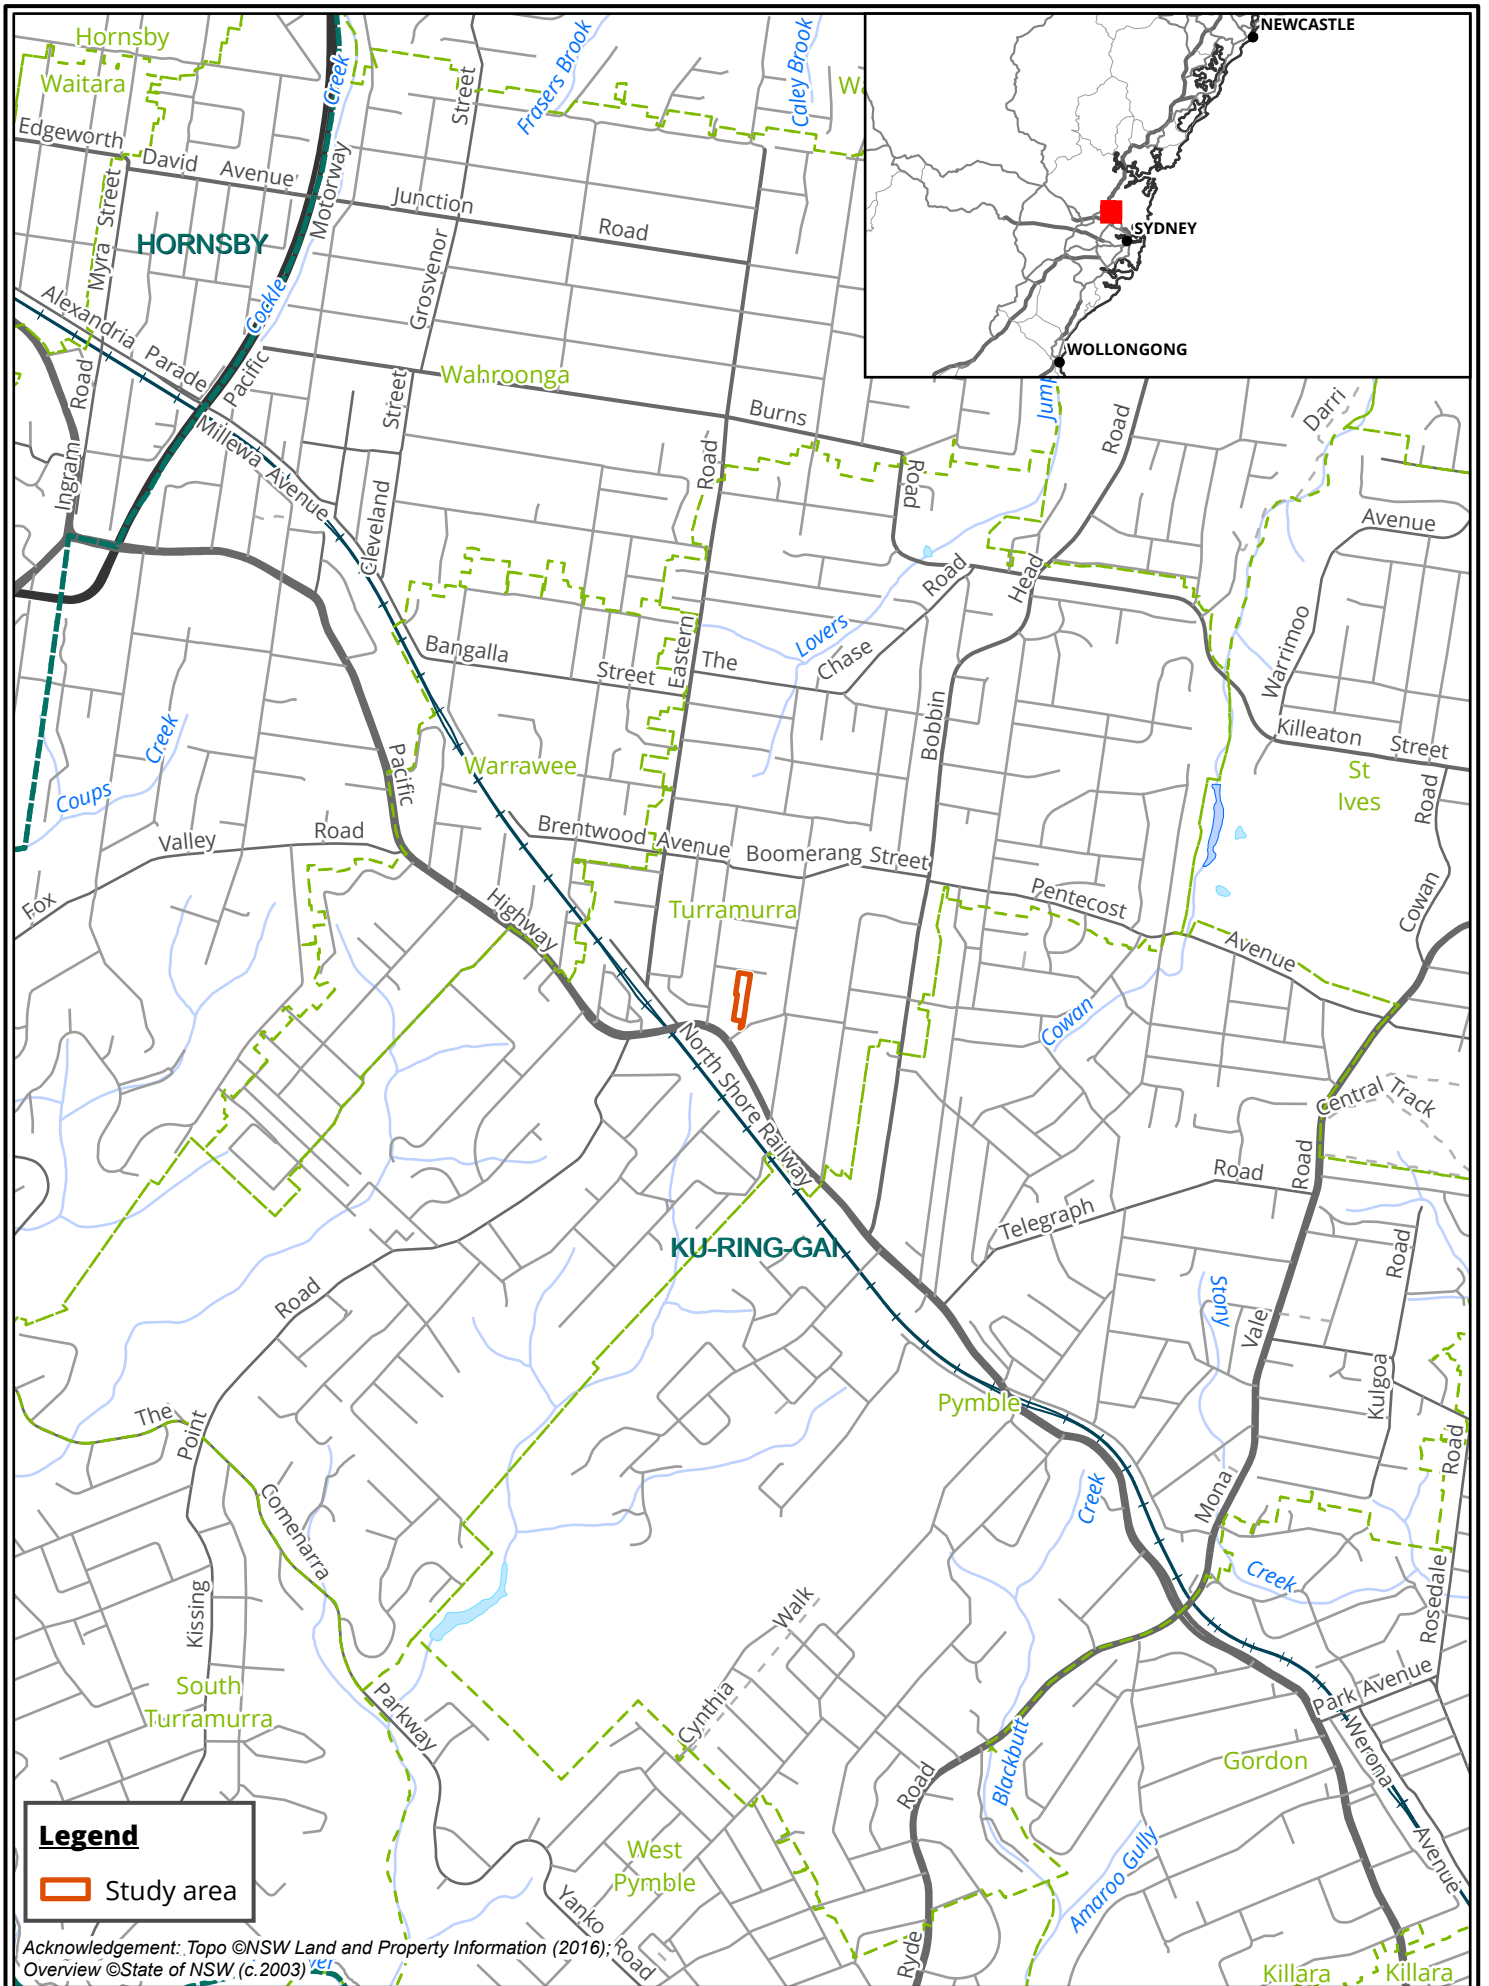 Hornsby
Waitara
Edgeworth
David Avenue
Myra Street
HORNSBY
Creek
Motorway
Cockle
Pacific
Street
Grosvenor
Frasers Brook
Caley Brook
Wa
Junction
Road
NEWCASTLE
SYDNEY
WOLLONGONG
Alexandria Parade
Ingram Road
Millewa Avenue
Wahroonga
Burns
Road
Street
Cleveland
Road
Eastern
Jum
Road
Head
Bobbin
Darri
Avenue
Warrimoo
Bangalla Street
The
Chase
Road
Lovers
Killeaton Street
St
Ives
Road
Cowan
Coups
Creek
Pacific
Warrawee
Valley Road
Fox
Highway
Brentwood Avenue
Boomerang Street
Turramurra
Pentecost
Avenue
Cowan
North Shore Railway
Central Track
KU-RING-GAI
Telegraph
Road
Road
Vale
Mona
Stony
Creek
Road
Kulgoa
Road
Rosedale
Road
The
Point
Kissing
Comenarra
Parkway
Pymble
Creek
Blackbutt
Cynthia
Walk
South
Turramurra
Park Avenue
Werona
Avenue
Gordon
Road
Ryde
Amaroo Gully
West
Pymble
Yanko
Road
Killara
Killara
Legend
Study area
Acknowledgement: Topo ©NSW Land and Property Information (2016);
Overview ©State of NSW (c.2003)
ver